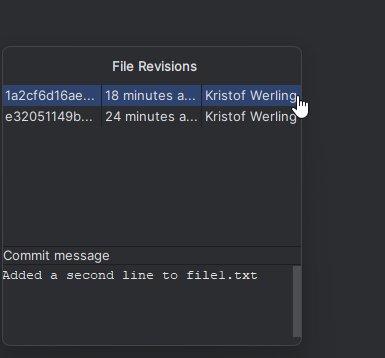 File Revisions
1a2cf6d16ae... 18 minutes a... Kristof Werling
e32051149b... 24 minutes a... Kristof Werling
Commit message
Added a second line to file1.txt